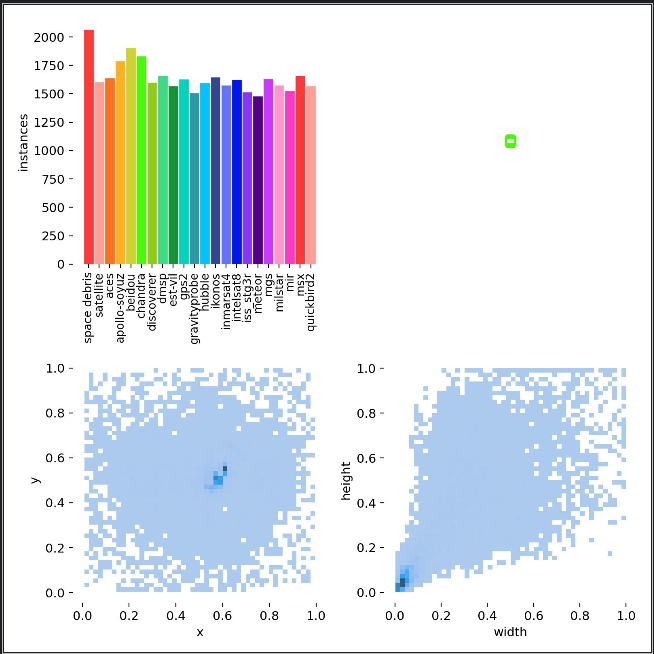 2000
1750
1500
1250
1000
750
500
250
0
instances
space debris
satellite
aces
apollo-soyuz
beidou
chandra
discoverer
dmsp
est-vil
gps2
gravityprobe
hubble
ikonos
inmarsat4
intelsat8
iss_stg3r
meteor
mgs
milstar
mir
msx
quickbird2
1.0
0.8
0.6
0.4
0.2
0.0
y
0.0 0.2 0.4 0.6 0.8 1.0
x
1.0
0.8
0.6
0.4
0.2
0.0
height
0.0 0.2 0.4 0.6 0.8 1.0
width